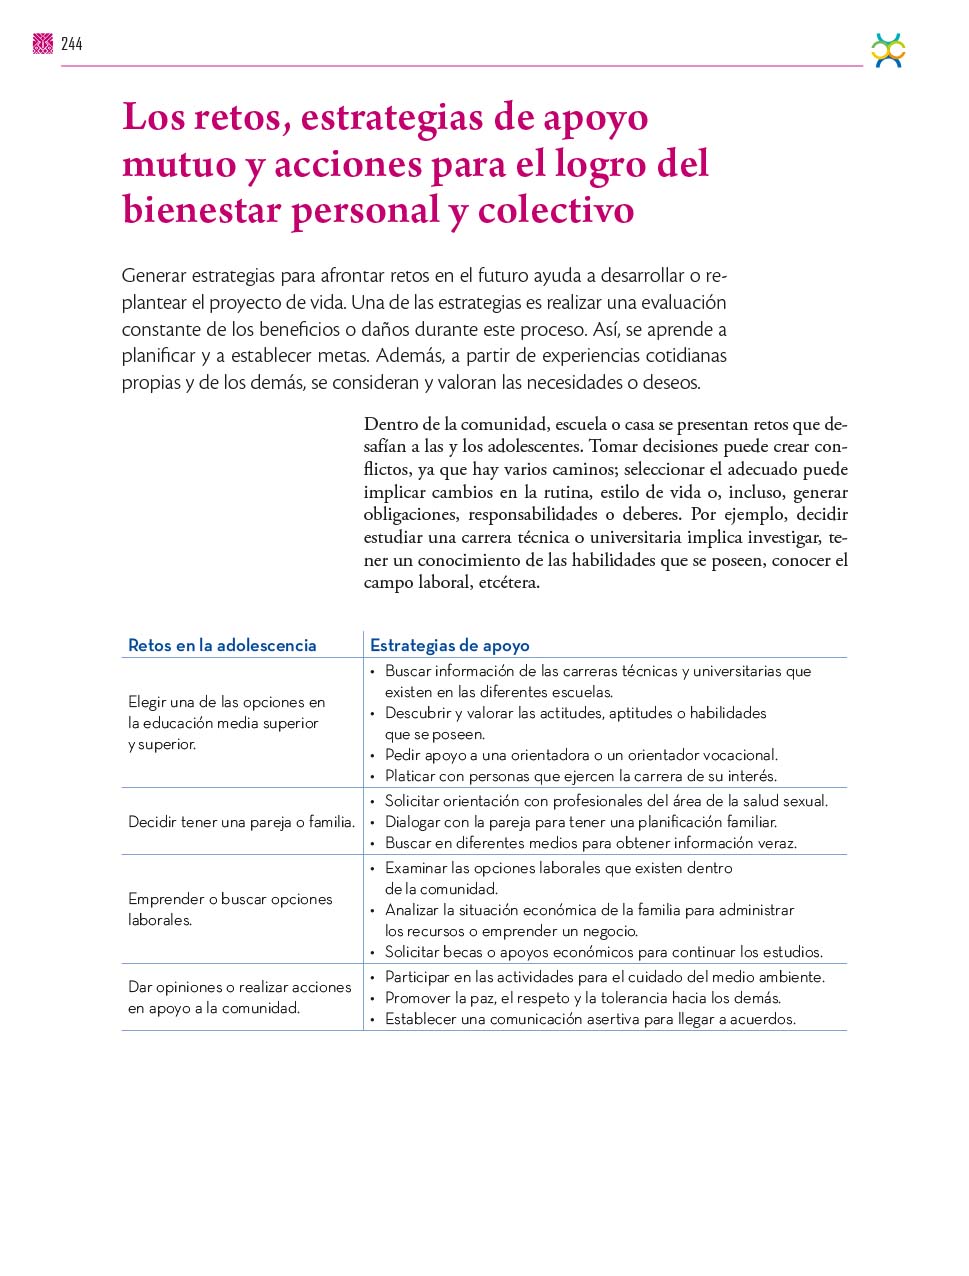 244
Los retos, estrategias de apoyo
mutuo y acciones para el logro del
bienestar personal y colectivo
Generar estrategias para afrontar retos en el futuro ayuda a desarrollar o re-
plantear el proyecto de vida. Una de las estrategias es realizar una evaluación
constante de los beneficios o daños durante este proceso. Así, se aprende a
planificar y a establecer metas. Además, a partir de experiencias cotidianas
propias y de los demás, se consideran y valoran las necesidades o deseos.
Dentro de la comunidad, escuela o casa se presentan retos que de-
safían a las y los adolescentes. Tomar decisiones puede crear con-
flictos, ya que hay varios caminos; seleccionar el adecuado puede
implicar cambios en la rutina, estilo de vida o, incluso, generar
obligaciones, responsabilidades o deberes. Por ejemplo, decidir
estudiar una carrera técnica o universitaria implica investigar, te-
ner un conocimiento de las habilidades que se poseen, conocer el
campo laboral, etcétera.
Retos en la adolescencia
Estrategias de apoyo
Elegir una de las opciones en
la educación media superior
y superior.
• Buscar información de las carreras técnicas y universitarias que
existen en las diferentes escuelas.
• Descubrir y valorar las actitudes, aptitudes o habilidades
que se poseen.
• Pedir apoyo a una orientadora o un orientador vocacional.
• Platicar con personas que ejercen la carrera de su interés.
Decidir tener una pareja o familia.
• Solicitar orientación con profesionales del área de la salud sexual.
• Dialogar con la pareja para tener una planificación familiar.
• Buscar en diferentes medios para obtener información veraz.
Emprender o buscar opciones
laborales.
• Examinar las opciones laborales que existen dentro
de la comunidad.
• Analizar la situación económica de la familia para administrar
los recursos o emprender un negocio.
• Solicitar becas o apoyos económicos para continuar los estudios.
Dar opiniones o realizar acciones
en apoyo a la comunidad.
• Participar en las actividades para el cuidado del medio ambiente.
• Promover la paz, el respeto y la tolerancia hacia los demás.
• Establecer una comunicación asertiva para llegar a acuerdos.